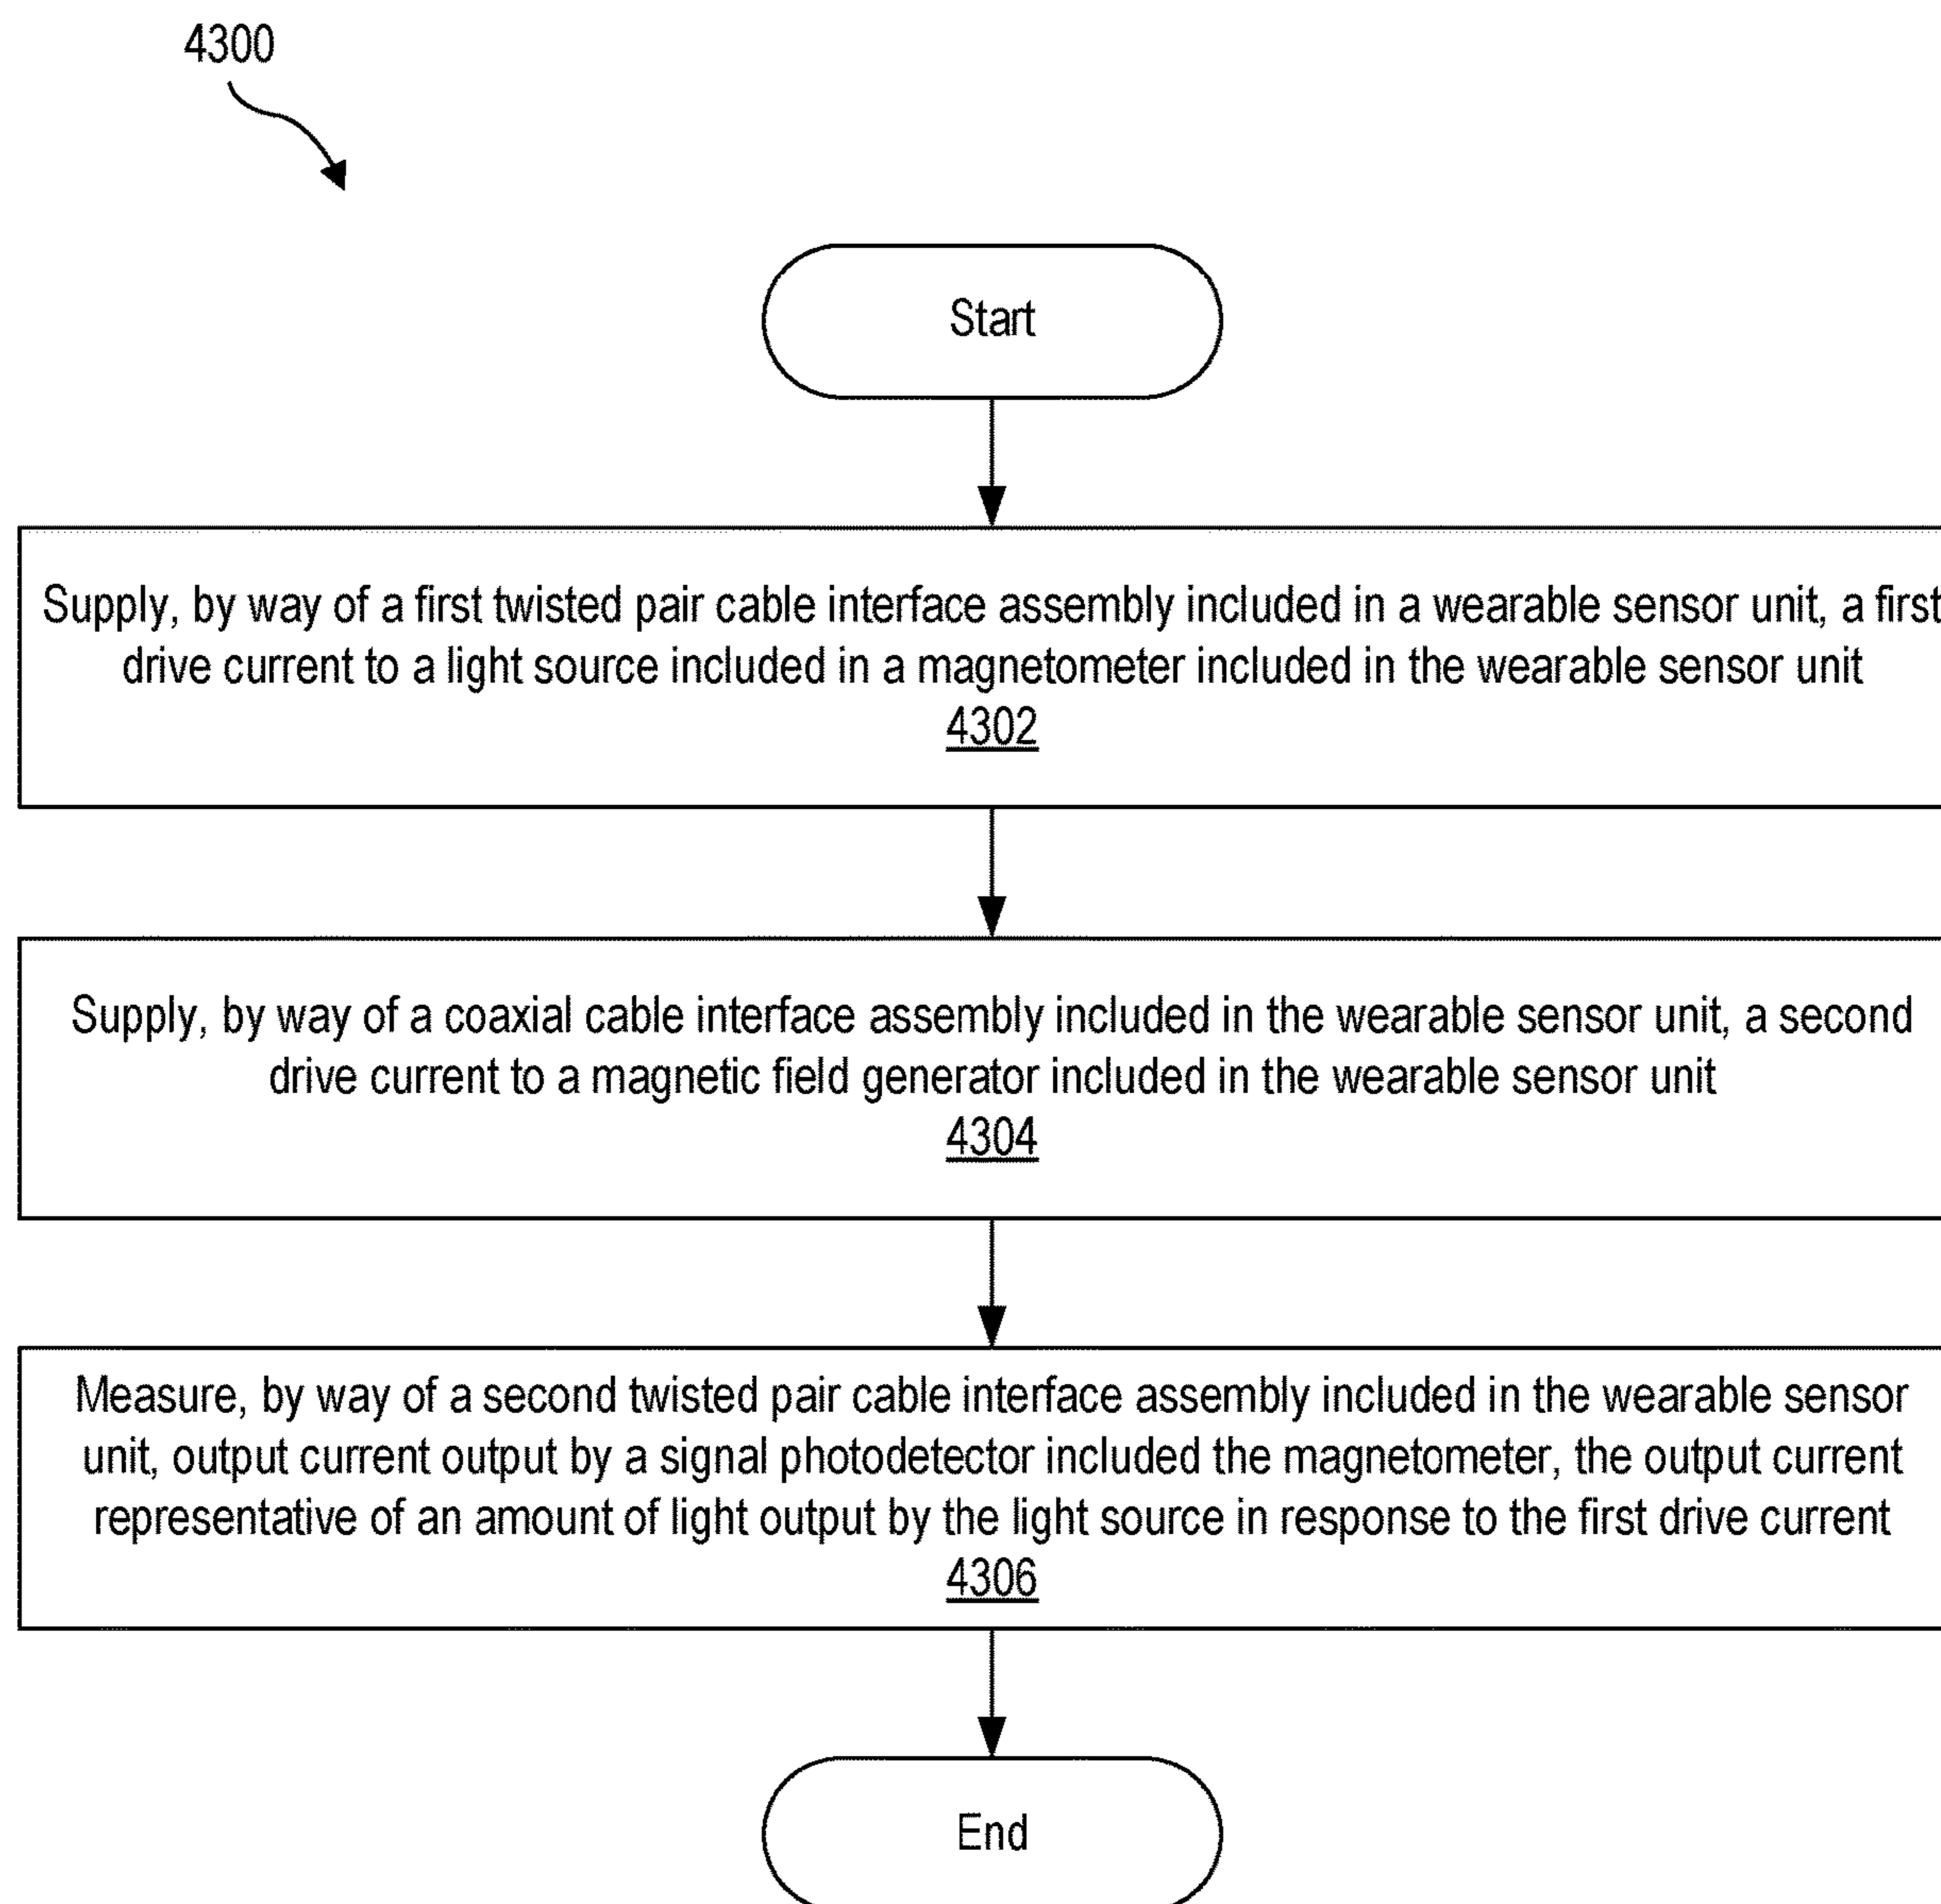 4300
Start
Supply, by way of a first twisted pair cable interface assembly included in a wearable sensor unit, a first
drive current to a light source included in a magnetometer included in the wearable sensor unit
4302
Supply, by way of a coaxial cable interface assembly included in the wearable sensor unit, a second
drive current to a magnetic field generator included in the wearable sensor unit
4304
Measure, by way of a second twisted pair cable interface assembly included in the wearable sensor
unit, output current output by a signal photodetector included the magnetometer, the output current
representative of an amount of light output by the light source in response to the first drive current
4306
End